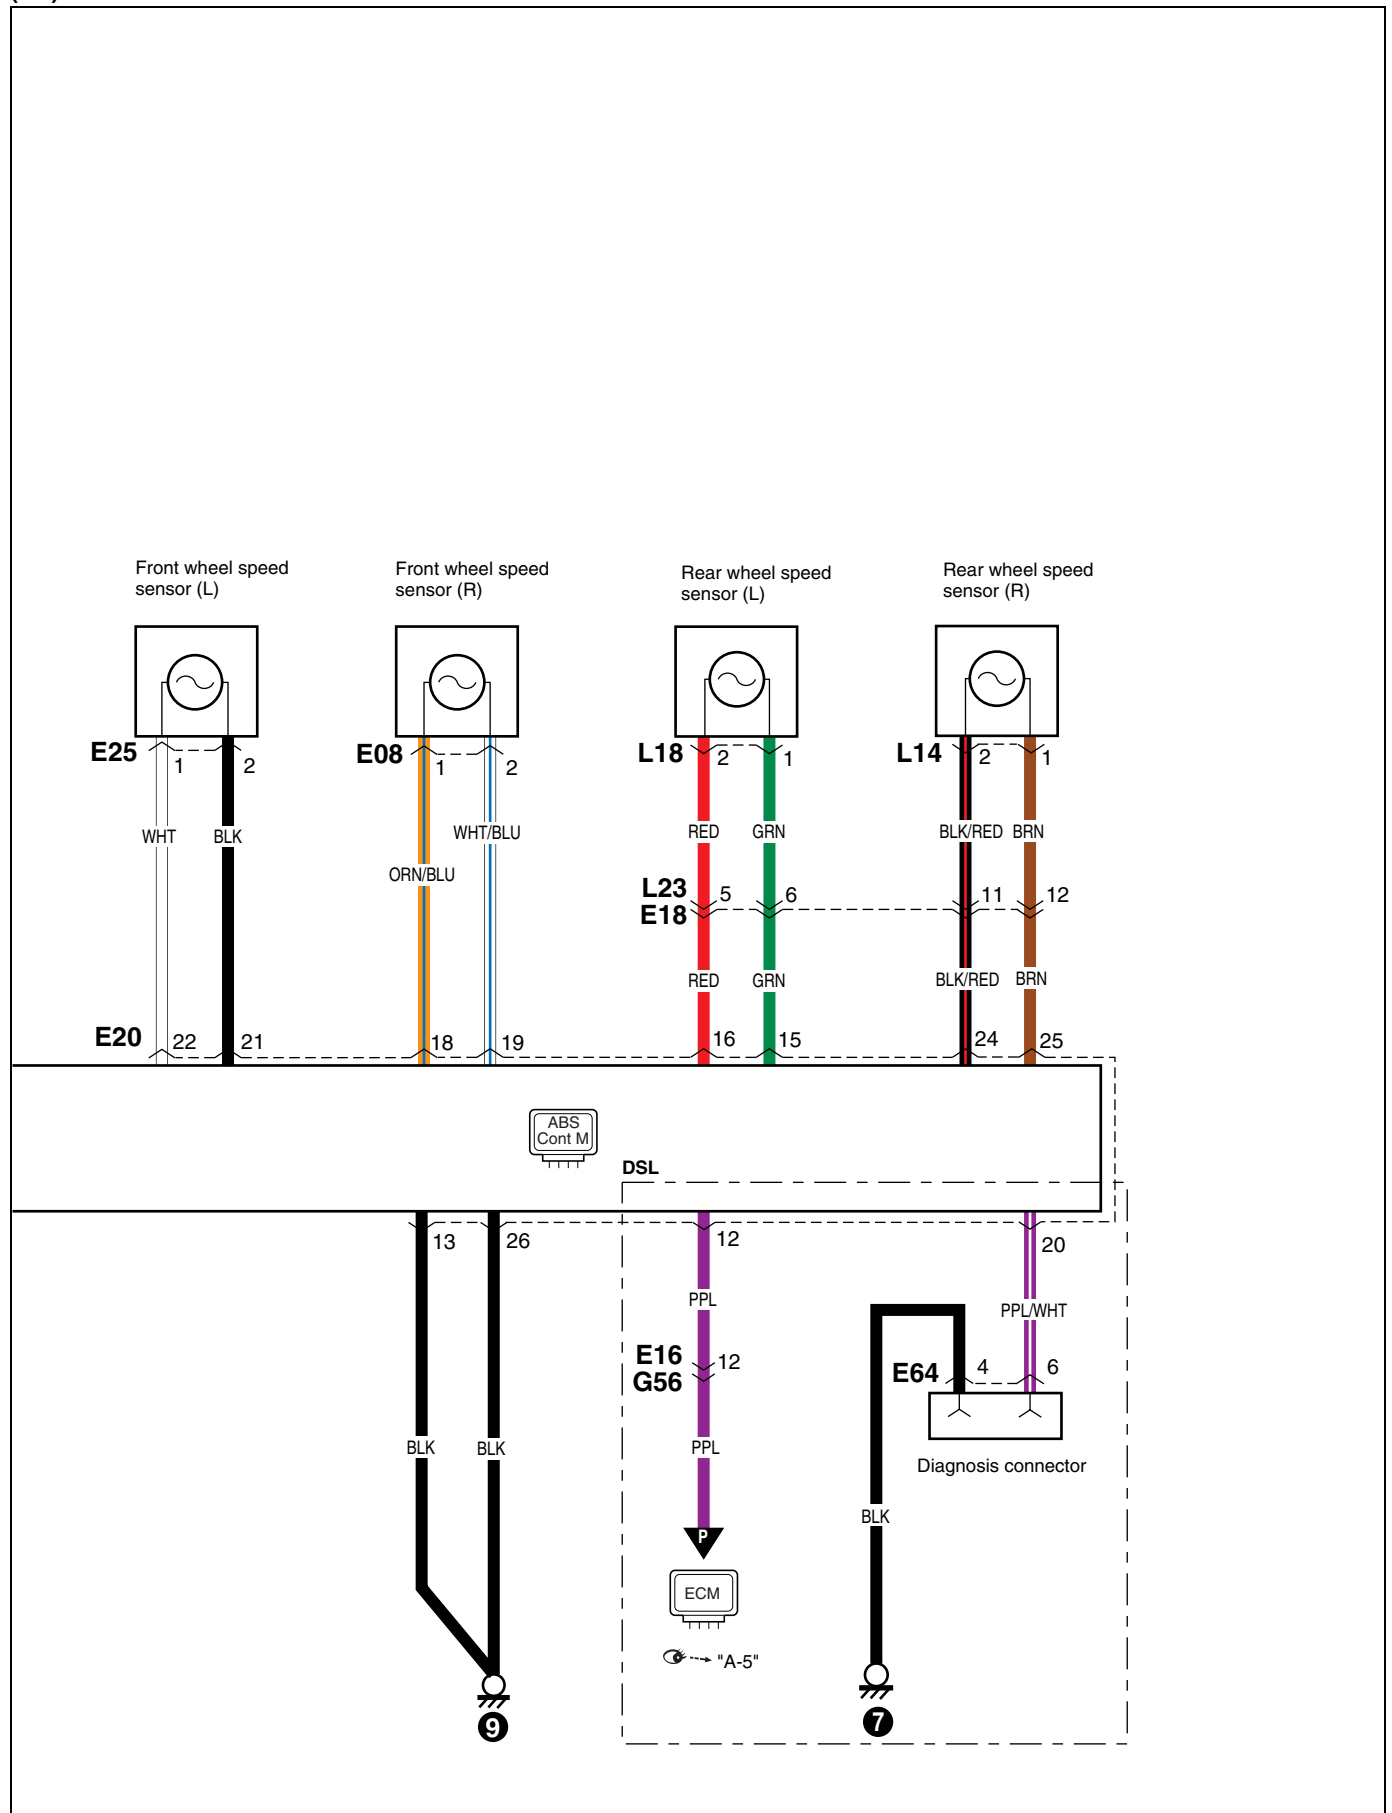 Front wheel speed
sensor (L)
Front wheel speed
sensor (R)
Rear wheel speed
sensor (L)
Rear wheel speed
sensor (R)
E25
1
2
E08
1
2
L18
2
1
L14
2
1
WHT
BLK
ORN/BLU
WHT/BLU
RED
GRN
BLK/RED
BRN
L23
E18
5
6
11
12
RED
GRN
BLK/RED
BRN
E20
22
21
18
19
16
15
24
25
ABS
Cont M
DSL
13
26
12
20
PPL
PPL/WHT
E16
G56
12
E64
4
6
BLK
BLK
PPL
Diagnosis connector
BLK
P
ECM
"A-5"
9
7